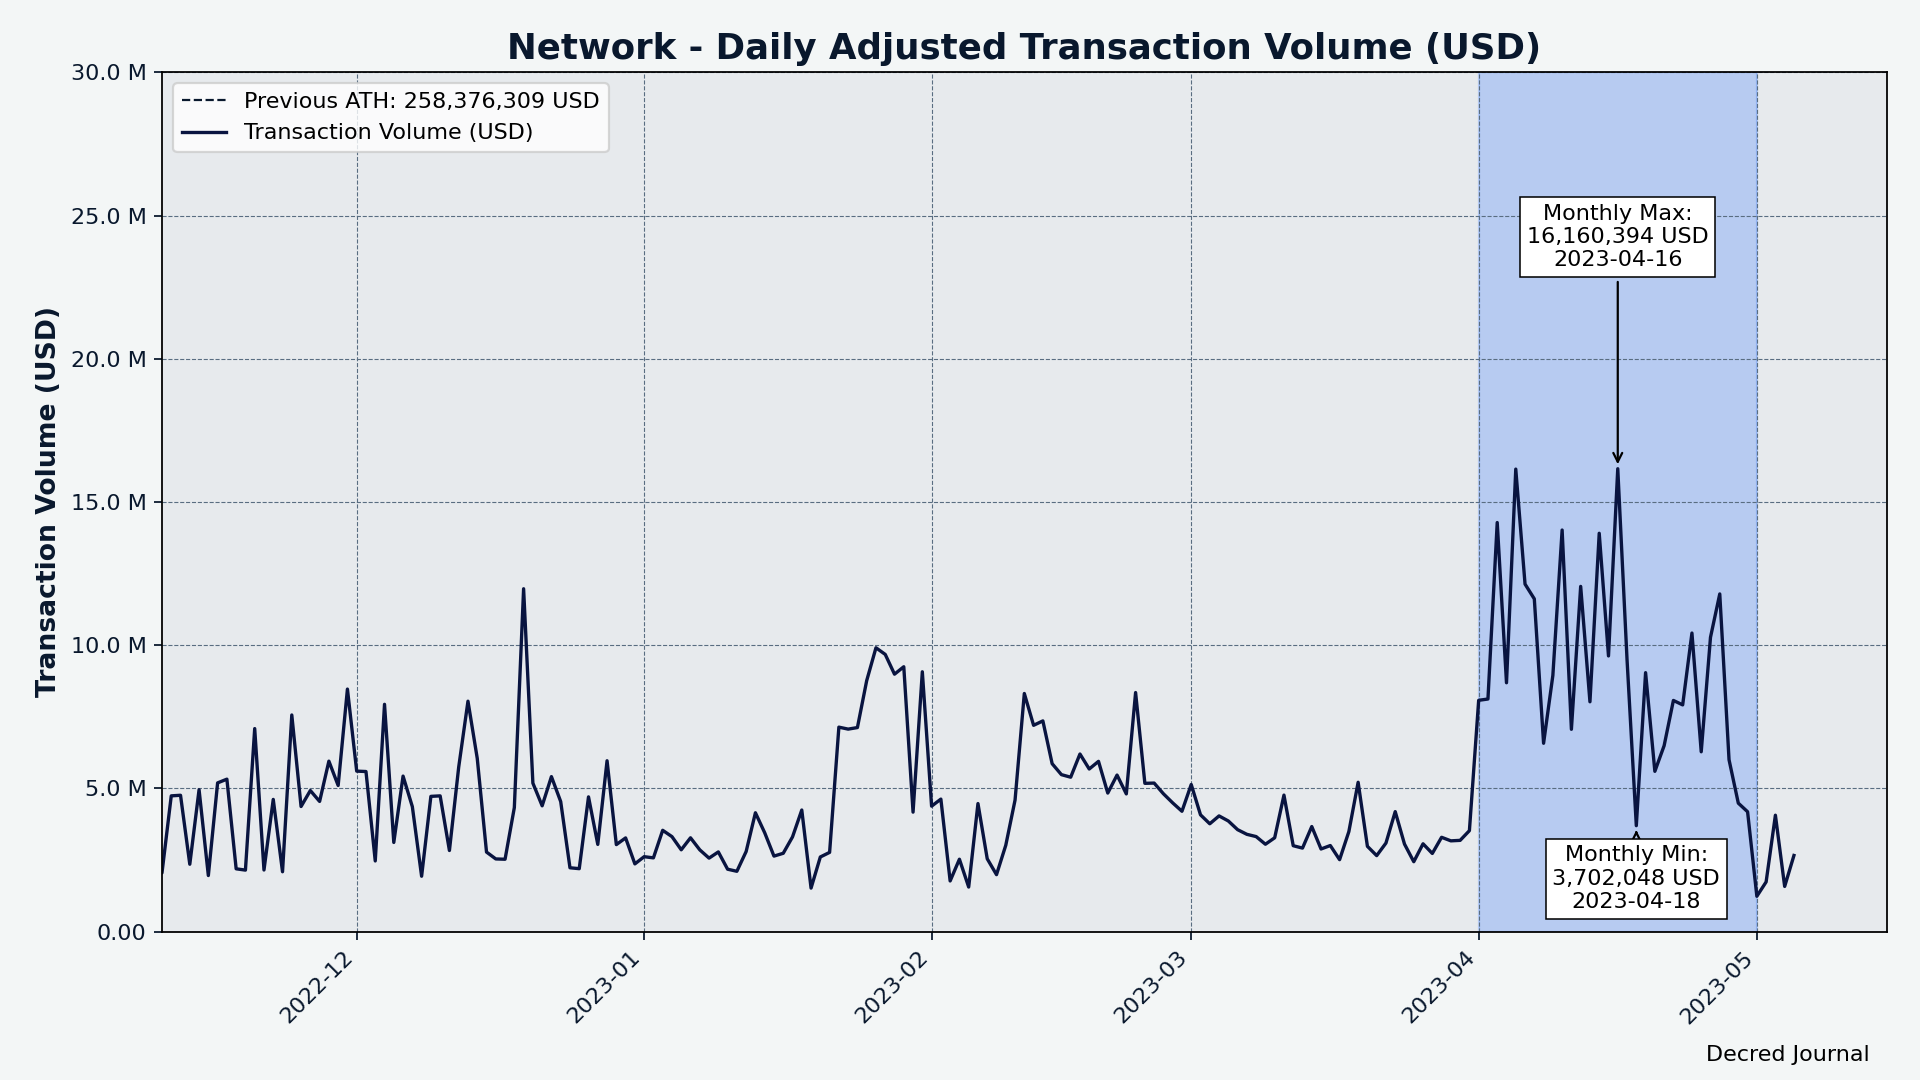 Network - Daily Adjusted Transaction Volume (USD)
Transaction Volume (USD)
30.0 M
25.0 M
20.0 M
15.0 M
10.0 M
5.0 M
0.00
Previous ATH: 258,376,309 USD
Transaction Volume (USD)
Monthly Max:
16,160,394 USD
2023-04-16
Monthly Min:
3,702,048 USD
2023-04-18
2022-12
2023-01
2023-02
2023-03
2023-04
2023-05
Decred Journal